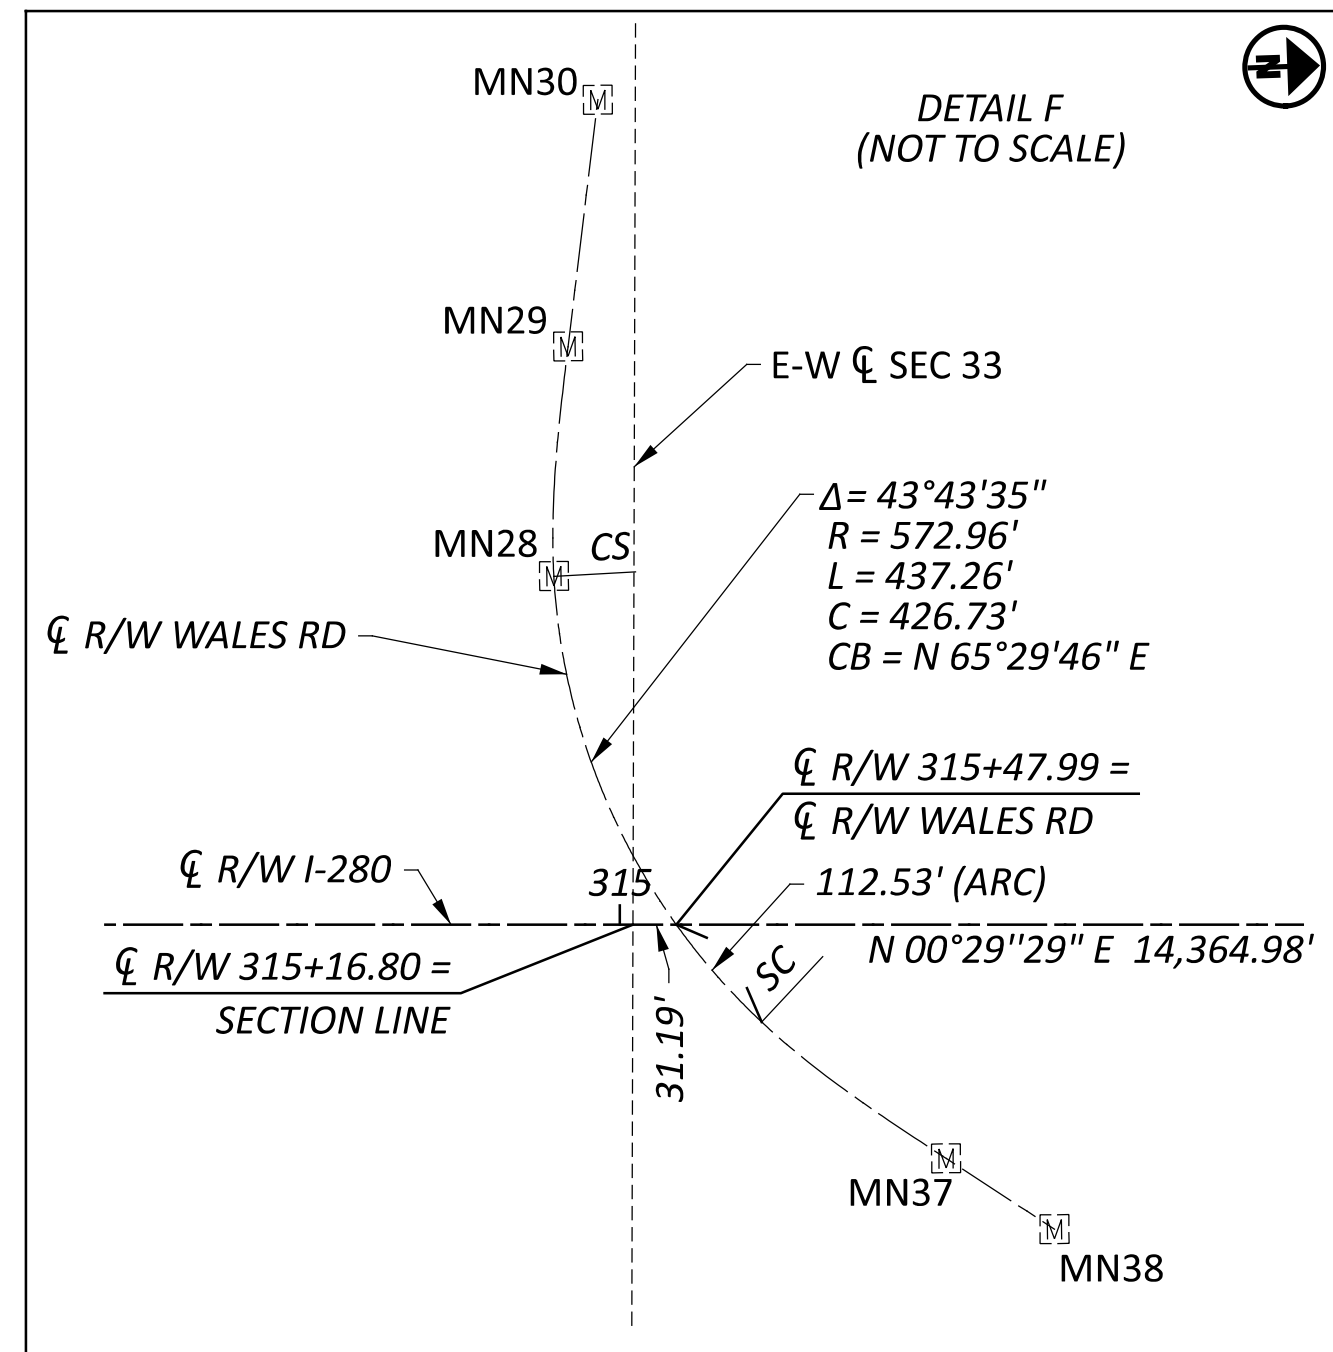 MN30
N
DETAIL F
(NOT TO SCALE)
MN29
E-W ℄ SEC 33
Δ= 43°43'35"
R = 572.96'
L = 437.26'
C = 426.73'
CB = N 65°29'46" E
MN28
CS
℄ R/W WALES RD
℄ R/W 315+47.99 =
℄ R/W WALES RD
℄ R/W I-280
315
112.53' (ARC)
℄ R/W 315+16.80 =
SECTION LINE
N 00°29''29" E 14,364.98'
SC
31.19'
MN37
MN38
M
M
M
M
M